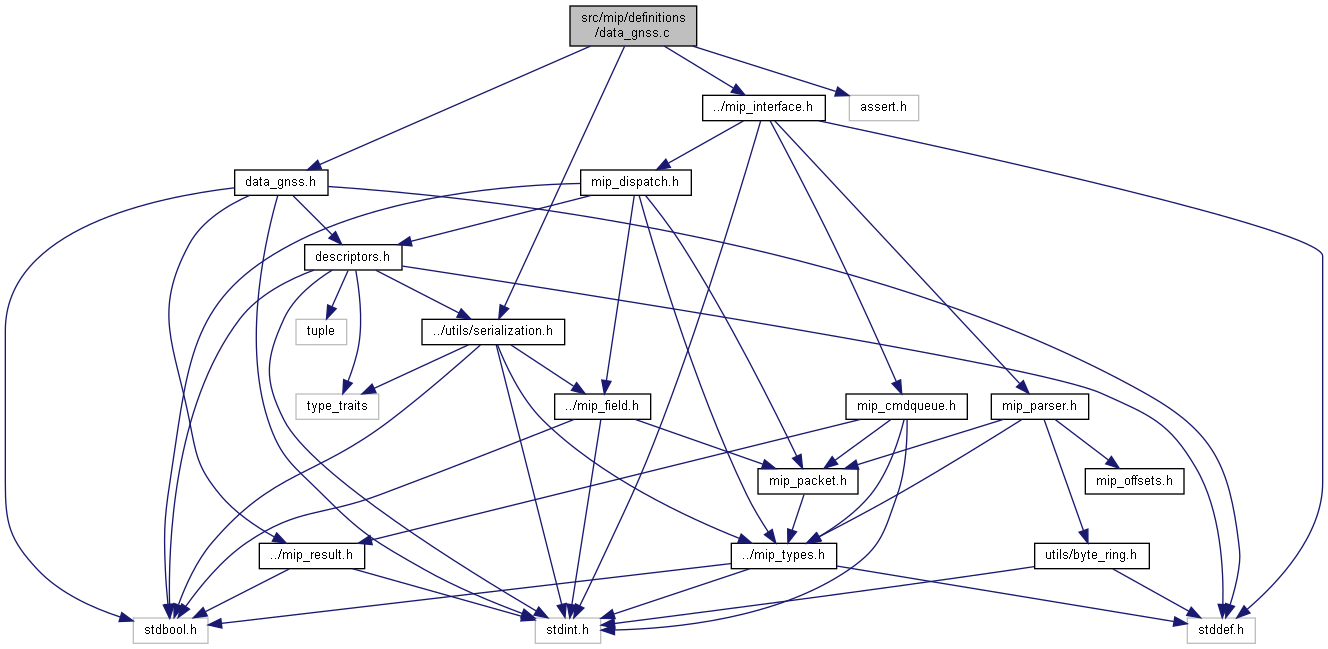 src/mip/definitions
/data_gnss.c
../mip_interface.h
assert.h
data_gnss.h
mip_dispatch.h
descriptors.h
tuple
../utils/serialization.h
type_traits
../mip_field.h
mip_cmdqueue.h
mip_parser.h
mip_packet.h
mip_offsets.h
../mip_result.h
../mip_types.h
utils/byte_ring.h
stdbool.h
stdint.h
stddef.h